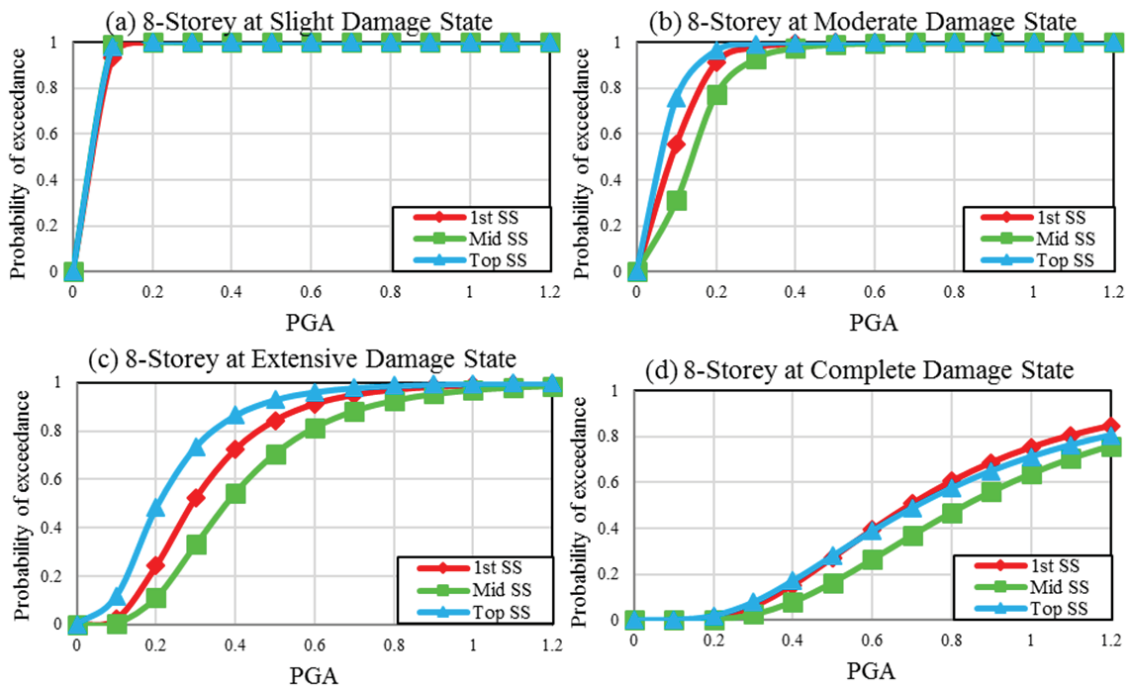 (a) 8-Storey at Slight Damage State
Probability of exceedance
1
0.8
0.6
0.4
0.2
0
1st SS
Mid SS
Top SS
0 0.2 0.4 0.6 0.8 1 1.2
PGA
(b) 8-Storey at Moderate Damage State
Probability of exceedance
1
0.8
0.6
0.4
0.2
0
1st SS
Mid SS
Top SS
0 0.2 0.4 0.6 0.8 1 1.2
PGA
(c) 8-Storey at Extensive Damage State
Probability of exceedance
1
0.8
0.6
0.4
0.2
0
1st SS
Mid SS
Top SS
0 0.2 0.4 0.6 0.8 1 1.2
PGA
(d) 8-Storey at Complete Damage State
Probability of exceedance
1
0.8
0.6
0.4
0.2
0
1st SS
Mid SS
Top SS
0 0.2 0.4 0.6 0.8 1 1.2
PGA